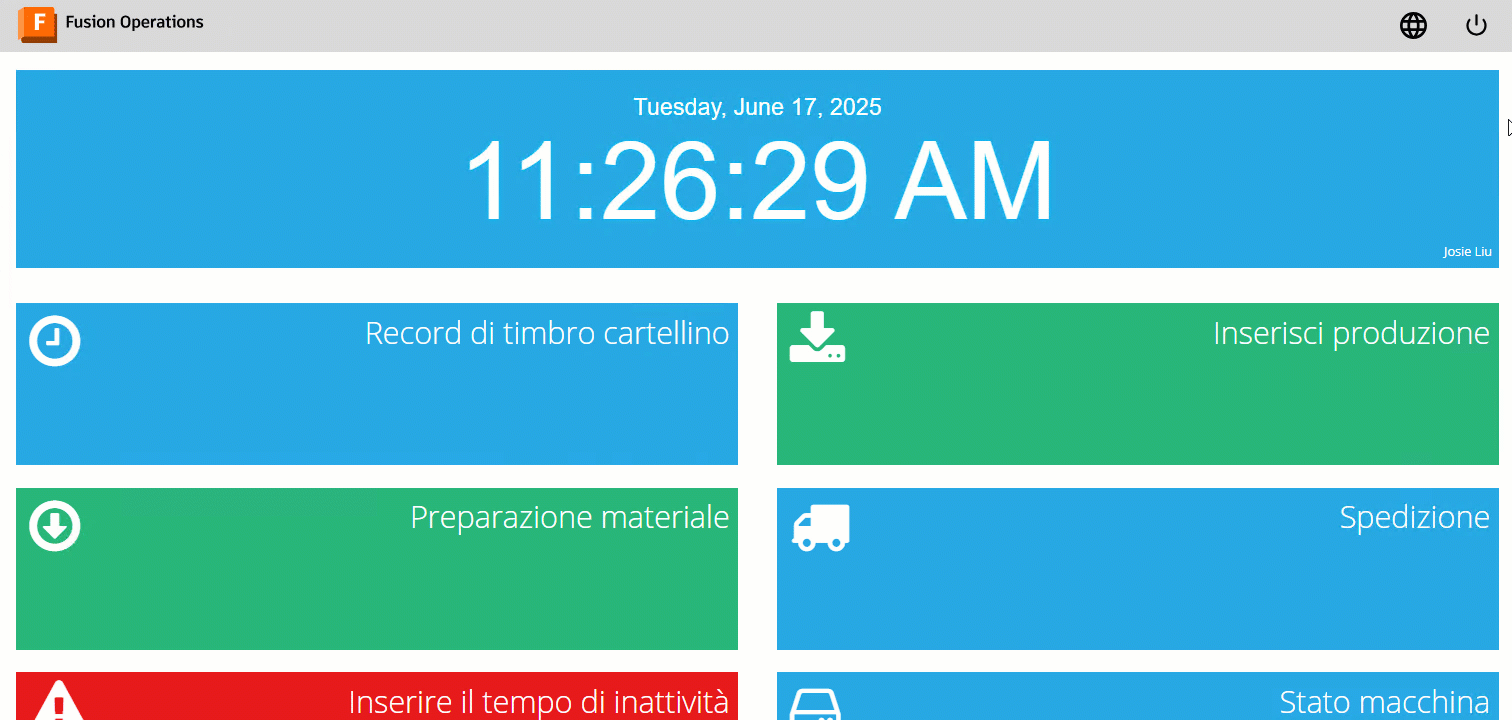 F Fusion Operations
Tuesday, June 17, 2025
11:26:29 AM
Josie Liu
Record di timbro cartellino
Inserisci produzione
Preparazione materiale
Spedizione
Inserire il tempo di inattività
Stato macchina